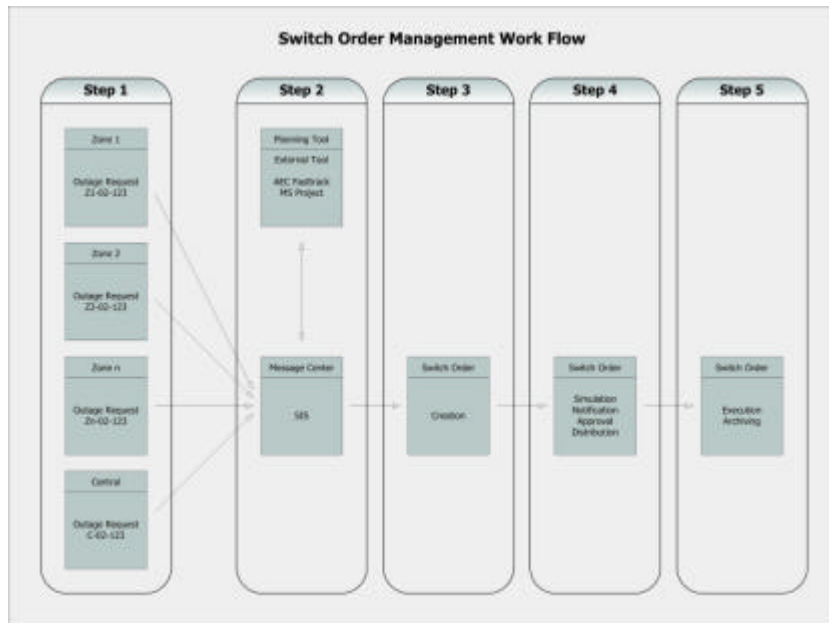 Switch Order Management Work Flow
Step 1
Zone 1
Outage Request
Z1-02-123
Zone 2
Outage Request
Z2-02-123
Zone n
Outage Request
Zn-02-123
Central
Outage Request
C-02-123
Step 2
Planning Tool
External Tool
AEC Fasttrack
MS Project
Message Center
SES
Step 3
Switch Order
Creation
Step 4
Switch Order
Simulation
Notification
Approval
Distribution
Step 5
Switch Order
Execution
Archiving